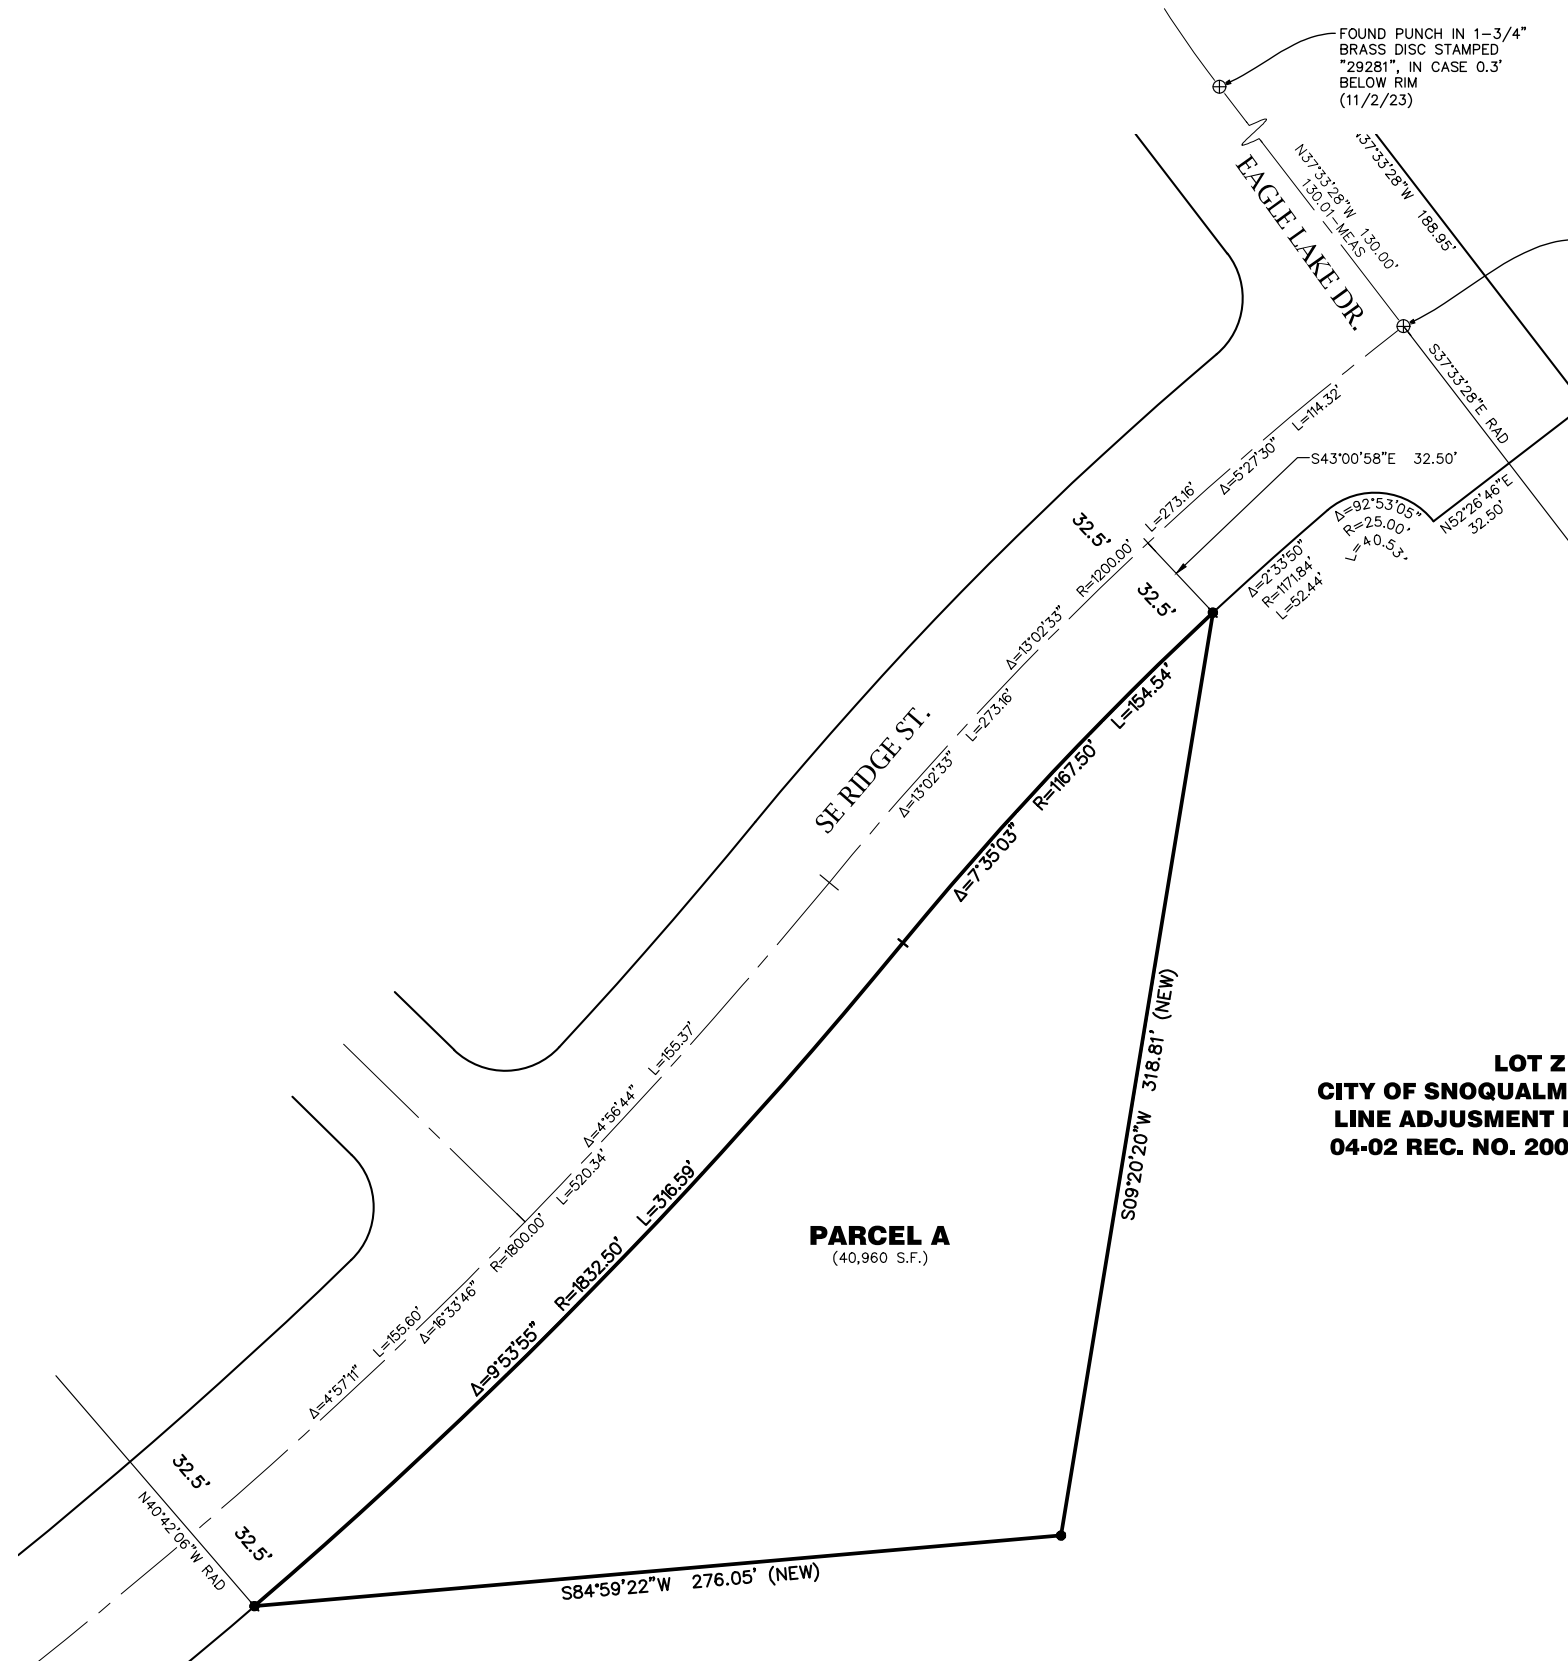 FOUND PUNCH IN 1-3/4"
BRASS DISC STAMPED
"29281", IN CASE 0.3'
BELOW RIM
(11/2/23)
EAGLE LAKE DR.
N37°33'28"W 130.00'
130.01-MEAS
37°33'28"W 188.95'
S37°33'28"E RAD
L=114.32'
Δ=5°27'30"
L=273.16'
S43°00'58"E 32.50'
N52°26'46"E
32.50'
Δ=92°53'05"
R=25.00'
L=40.53'
Δ=2°33'50"
R=1171.84'
L=52.44'
32.5'
32.5'
R=1200.00'
Δ=13°02'33"
L=273.16'
Δ=13°02'33"
SE RIDGE ST.
Δ=7°35'03" R=1167.50' L=154.54'
S09°20'20"W 318.81' (NEW)
LOT Z
CITY OF SNOQUALM
LINE ADJUSMENT
04-02 REC. NO. 200
PARCEL A
(40,960 S.F.)
Δ=4°56'44" L=155.37'
Δ=16°33'46" R=1800.00' L=520.34'
Δ=4°57'11" L=155.60'
Δ=9°53'55" R=1832.50' L=316.59'
32.5'
32.5'
N40°42'06"W RAD
S84°59'22"W 276.05' (NEW)